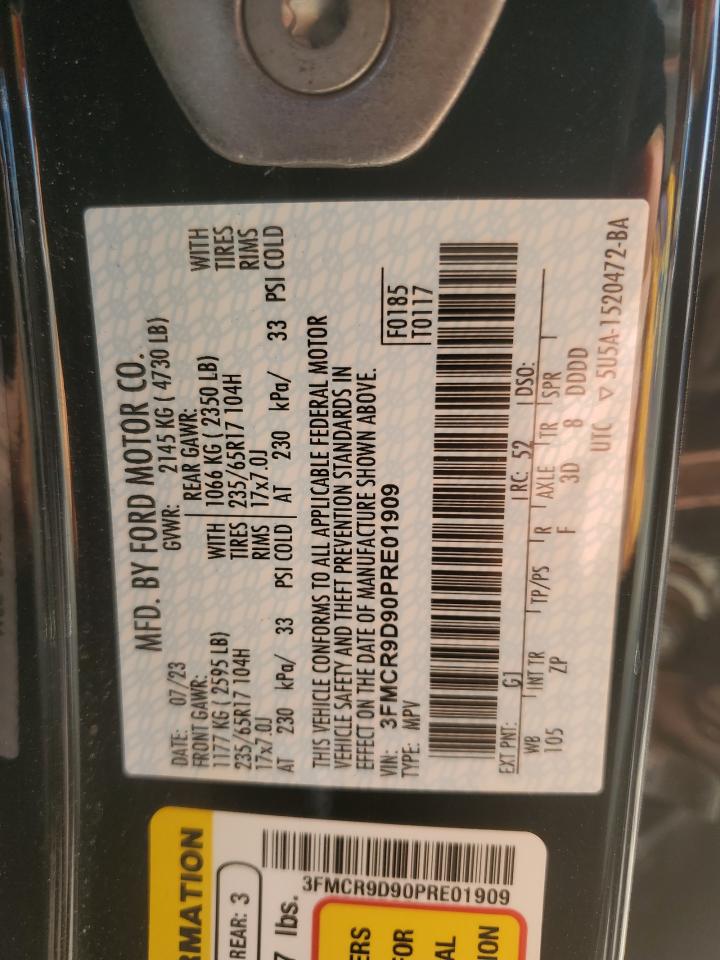 MFD. BY FORD MOTOR CO.
DATE: 07/23 GVWR: 2145 KG ( 4730 LB)
FRONT GAWR: REAR GAWR:
1177 KG ( 2595 LB) WITH 1066 KG ( 2350 LB) WITH
235/65R17 104H TIRES 235/65R17 104H TIRES
17x7.0J RIMS 17x7.0J RIMS
AT 230 kPa/ 33 PSI COLD AT 230 kPa/ 33 PSI COLD
THIS VEHICLE CONFORMS TO ALL APPLICABLE FEDERAL MOTOR
VEHICLE SAFETY AND THEFT PREVENTION STANDARDS IN
EFFECT ON THE DATE OF MANUFACTURE SHOWN ABOVE.
VIN: 3FMCR9D90PRE01909 F0185
TYPE: MPV T0117
EXT PNT: G1 RC: 52 DSO:
WB INT TR TP/PS R AXLE TR SPR
105 ZP F 3D 8 DDDD
UTC ▽ 5U5A-1520472-BA
RMATION
REAR: 3
7 lbs.
3FMCR9D90PRE01909
ERS
FOR
AL
ION